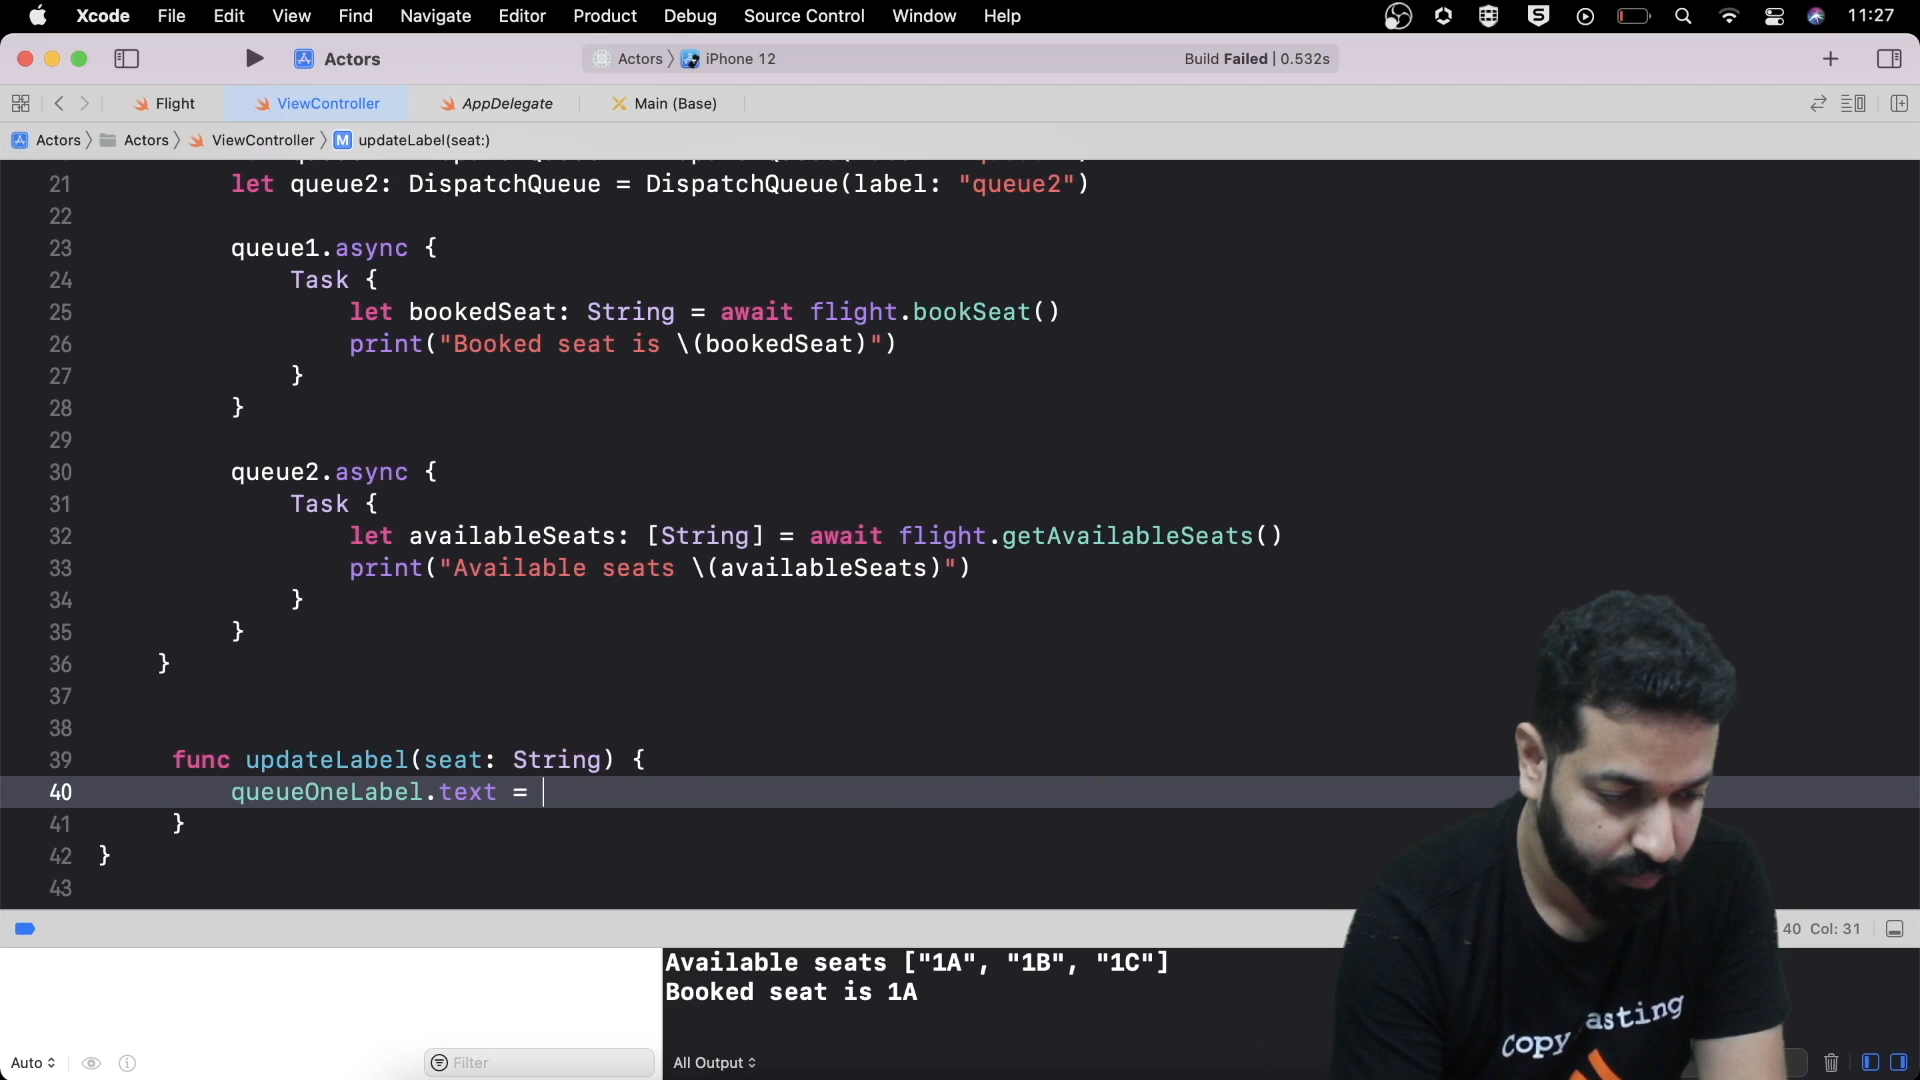 Xcode File Edit View Find Navigate Editor Product Debug Source Control Window Help 11:27
Actors
Actors 〉 iPhone 12 Build Failed | 0.532s
Flight ViewController AppDelegate Main (Base)
Actors 〉 Actors 〉 ViewController 〉 M updateLabel(seat:)
21 let queue2: DispatchQueue = DispatchQueue(label: "queue2")
22
23 queue1.async {
24 Task {
25 let bookedSeat: String = await flight.bookSeat()
26 print("Booked seat is \(bookedSeat)")
27 }
28 }
29
30 queue2.async {
31 Task {
32 let availableSeats: [String] = await flight.getAvailableSeats()
33 print("Available seats \(availableSeats)")
34 }
35 }
36 }
37
38
39 func updateLabel(seat: String) {
40 queueOneLabel.text =
41 }
42 }
43
40 Col: 31
Available seats ["1A", "1B", "1C"]
Booked seat is 1A
Auto Filter All Output
Copy asting